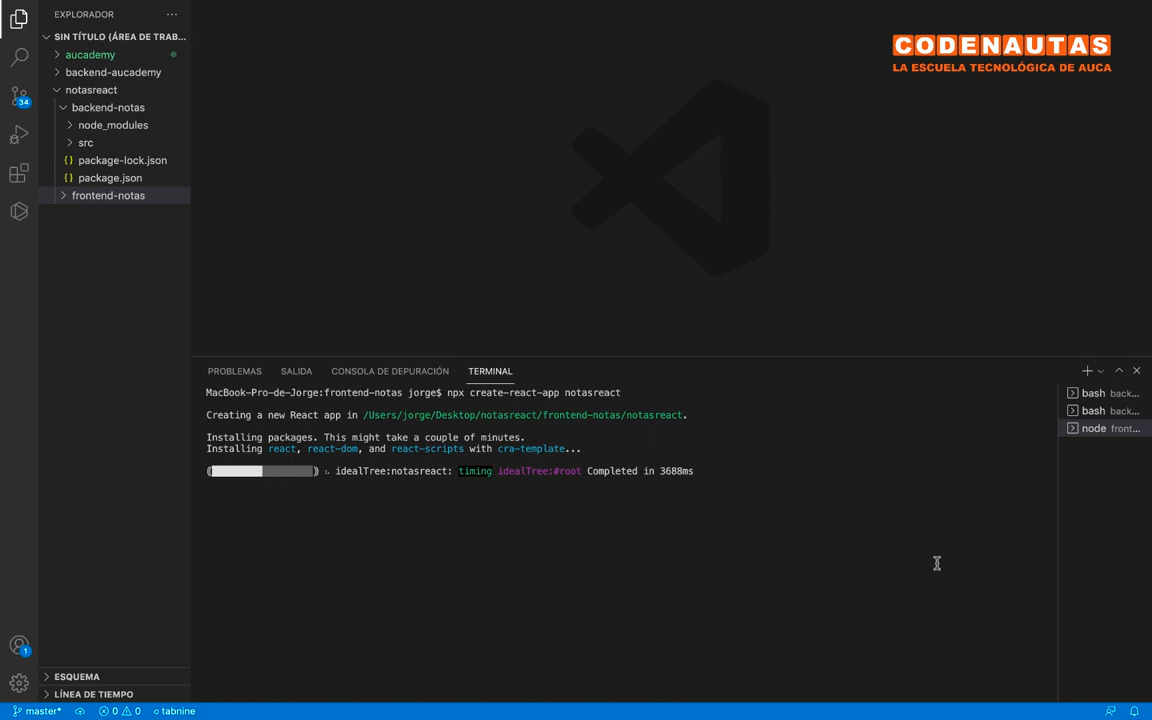 EXPLORADOR
CODENAUTAS
LA ESCUELA TECNOLÓGICA DE AUCA
SIN TÍTULO (ÁREA DE TRAB...
aucademy
backend-aucademy
notasreact
backend-notas
node_modules
src
{} package-lock.json
{} package.json
frontend-notas
34
PROBLEMAS SALIDA CONSOLA DE DEPURACIÓN TERMINAL
MacBook-Pro-de-Jorge:frontend-notas jorge$ npx create-react-app notasreact
Creating a new React app in /Users/jorge/Desktop/notasreact/frontend-notas/notasreact.
Installing packages. This might take a couple of minutes.
Installing react, react-dom, and react-scripts with cra-template...
idealTree:notasreact: timing idealTree:#root Completed in 3688ms
bash back...
bash back...
node front...
1
ESQUEMA
LÍNEA DE TIEMPO
master* 0 0 tabnine